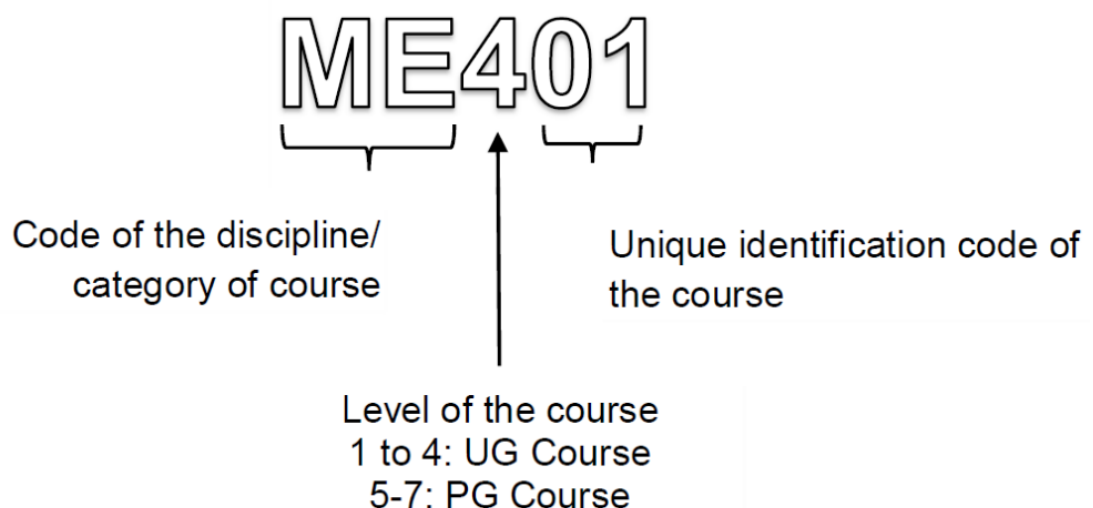 ME401
Code of the discipline/
category of course
Unique identification code of
the course
Level of the course
1 to 4: UG Course
5-7: PG Course